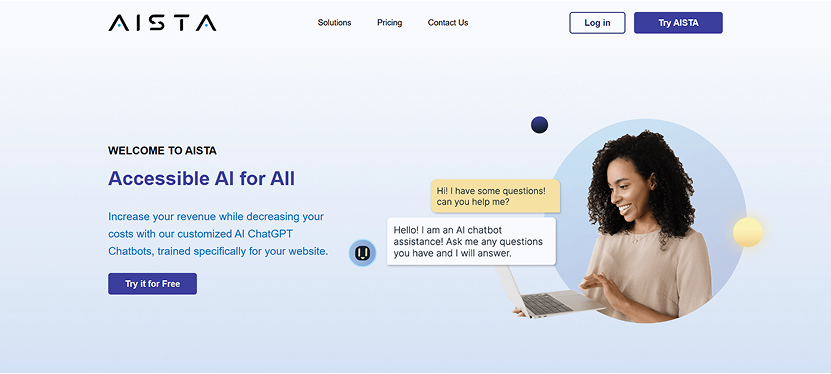 AISTA
Solutions
Pricing
Contact Us
Log in
Try AISTA
WELCOME TO AISTA
Accessible AI for All
Increase your revenue while decreasing your
costs with our customized AI ChatGPT
Chatbots, trained specifically for your website.
Try it for Free
Hi! I have some questions!
can you help me?
Hello! I am an AI chatbot
assistance! Ask me any questions
you have and I will answer.